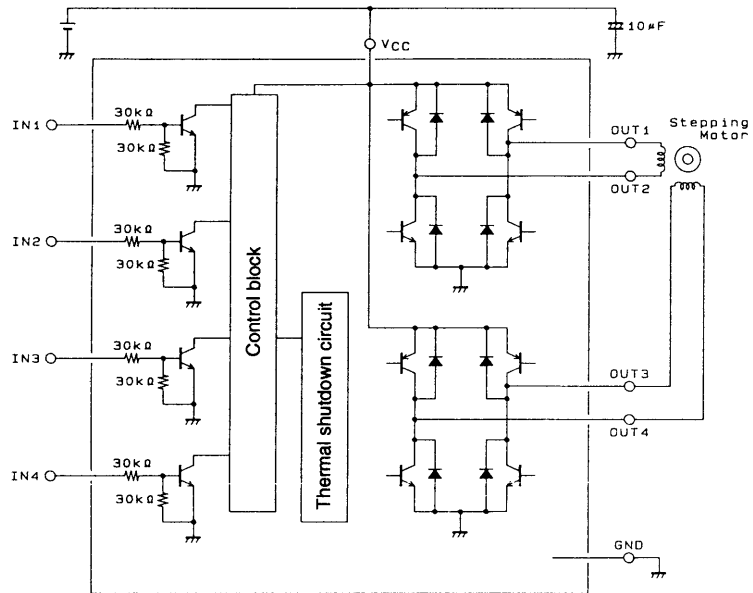 10μF
VCC
IN1
30kΩ
30kΩ
OUT1
Stepping
Motor
OUT2
IN2
30kΩ
30kΩ
Control block
Thermal shutdown circuit
IN3
30kΩ
30kΩ
OUT3
OUT4
IN4
30kΩ
30kΩ
GND